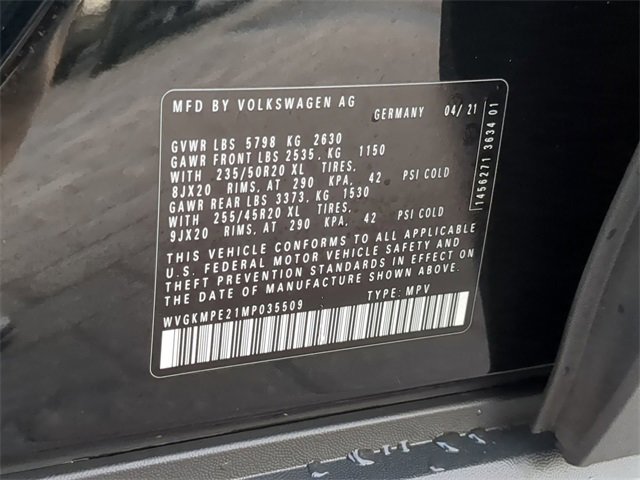 MFD BY VOLKSWAGEN AG GERMANY 04/21
GVWR LBS 5798 KG 2630
GAWR FRONT LBS 2535, KG 1150
WITH 235/50R20 XL TIRES,
8JX20 RIMS, AT 290 KPA, 42 PSI COLD
GAWR REAR LBS 3373, KG 1530
WITH 255/45R20 XL TIRES,
9JX20 RIMS, AT 290 KPA, 42 PSI COLD
THIS VEHICLE CONFORMS TO ALL APPLICABLE
U.S. FEDERAL MOTOR VEHICLE SAFETY AND
THEFT PREVENTION STANDARDS IN EFFECT ON
THE DATE OF MANUFACTURE SHOWN ABOVE.
WVGKMPE21MP035509 TYPE: MPV
1456271 3634 01